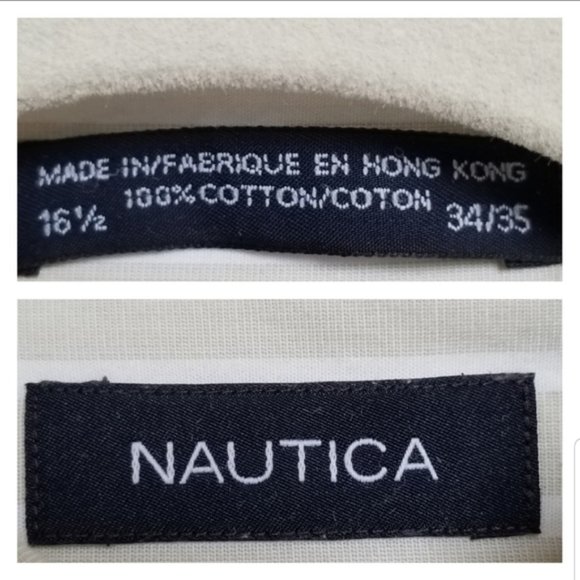 MADE IN/FABRIQUE EN HONG KONG
100% COTTON/COTON
16½ 34/35
NAUTICA